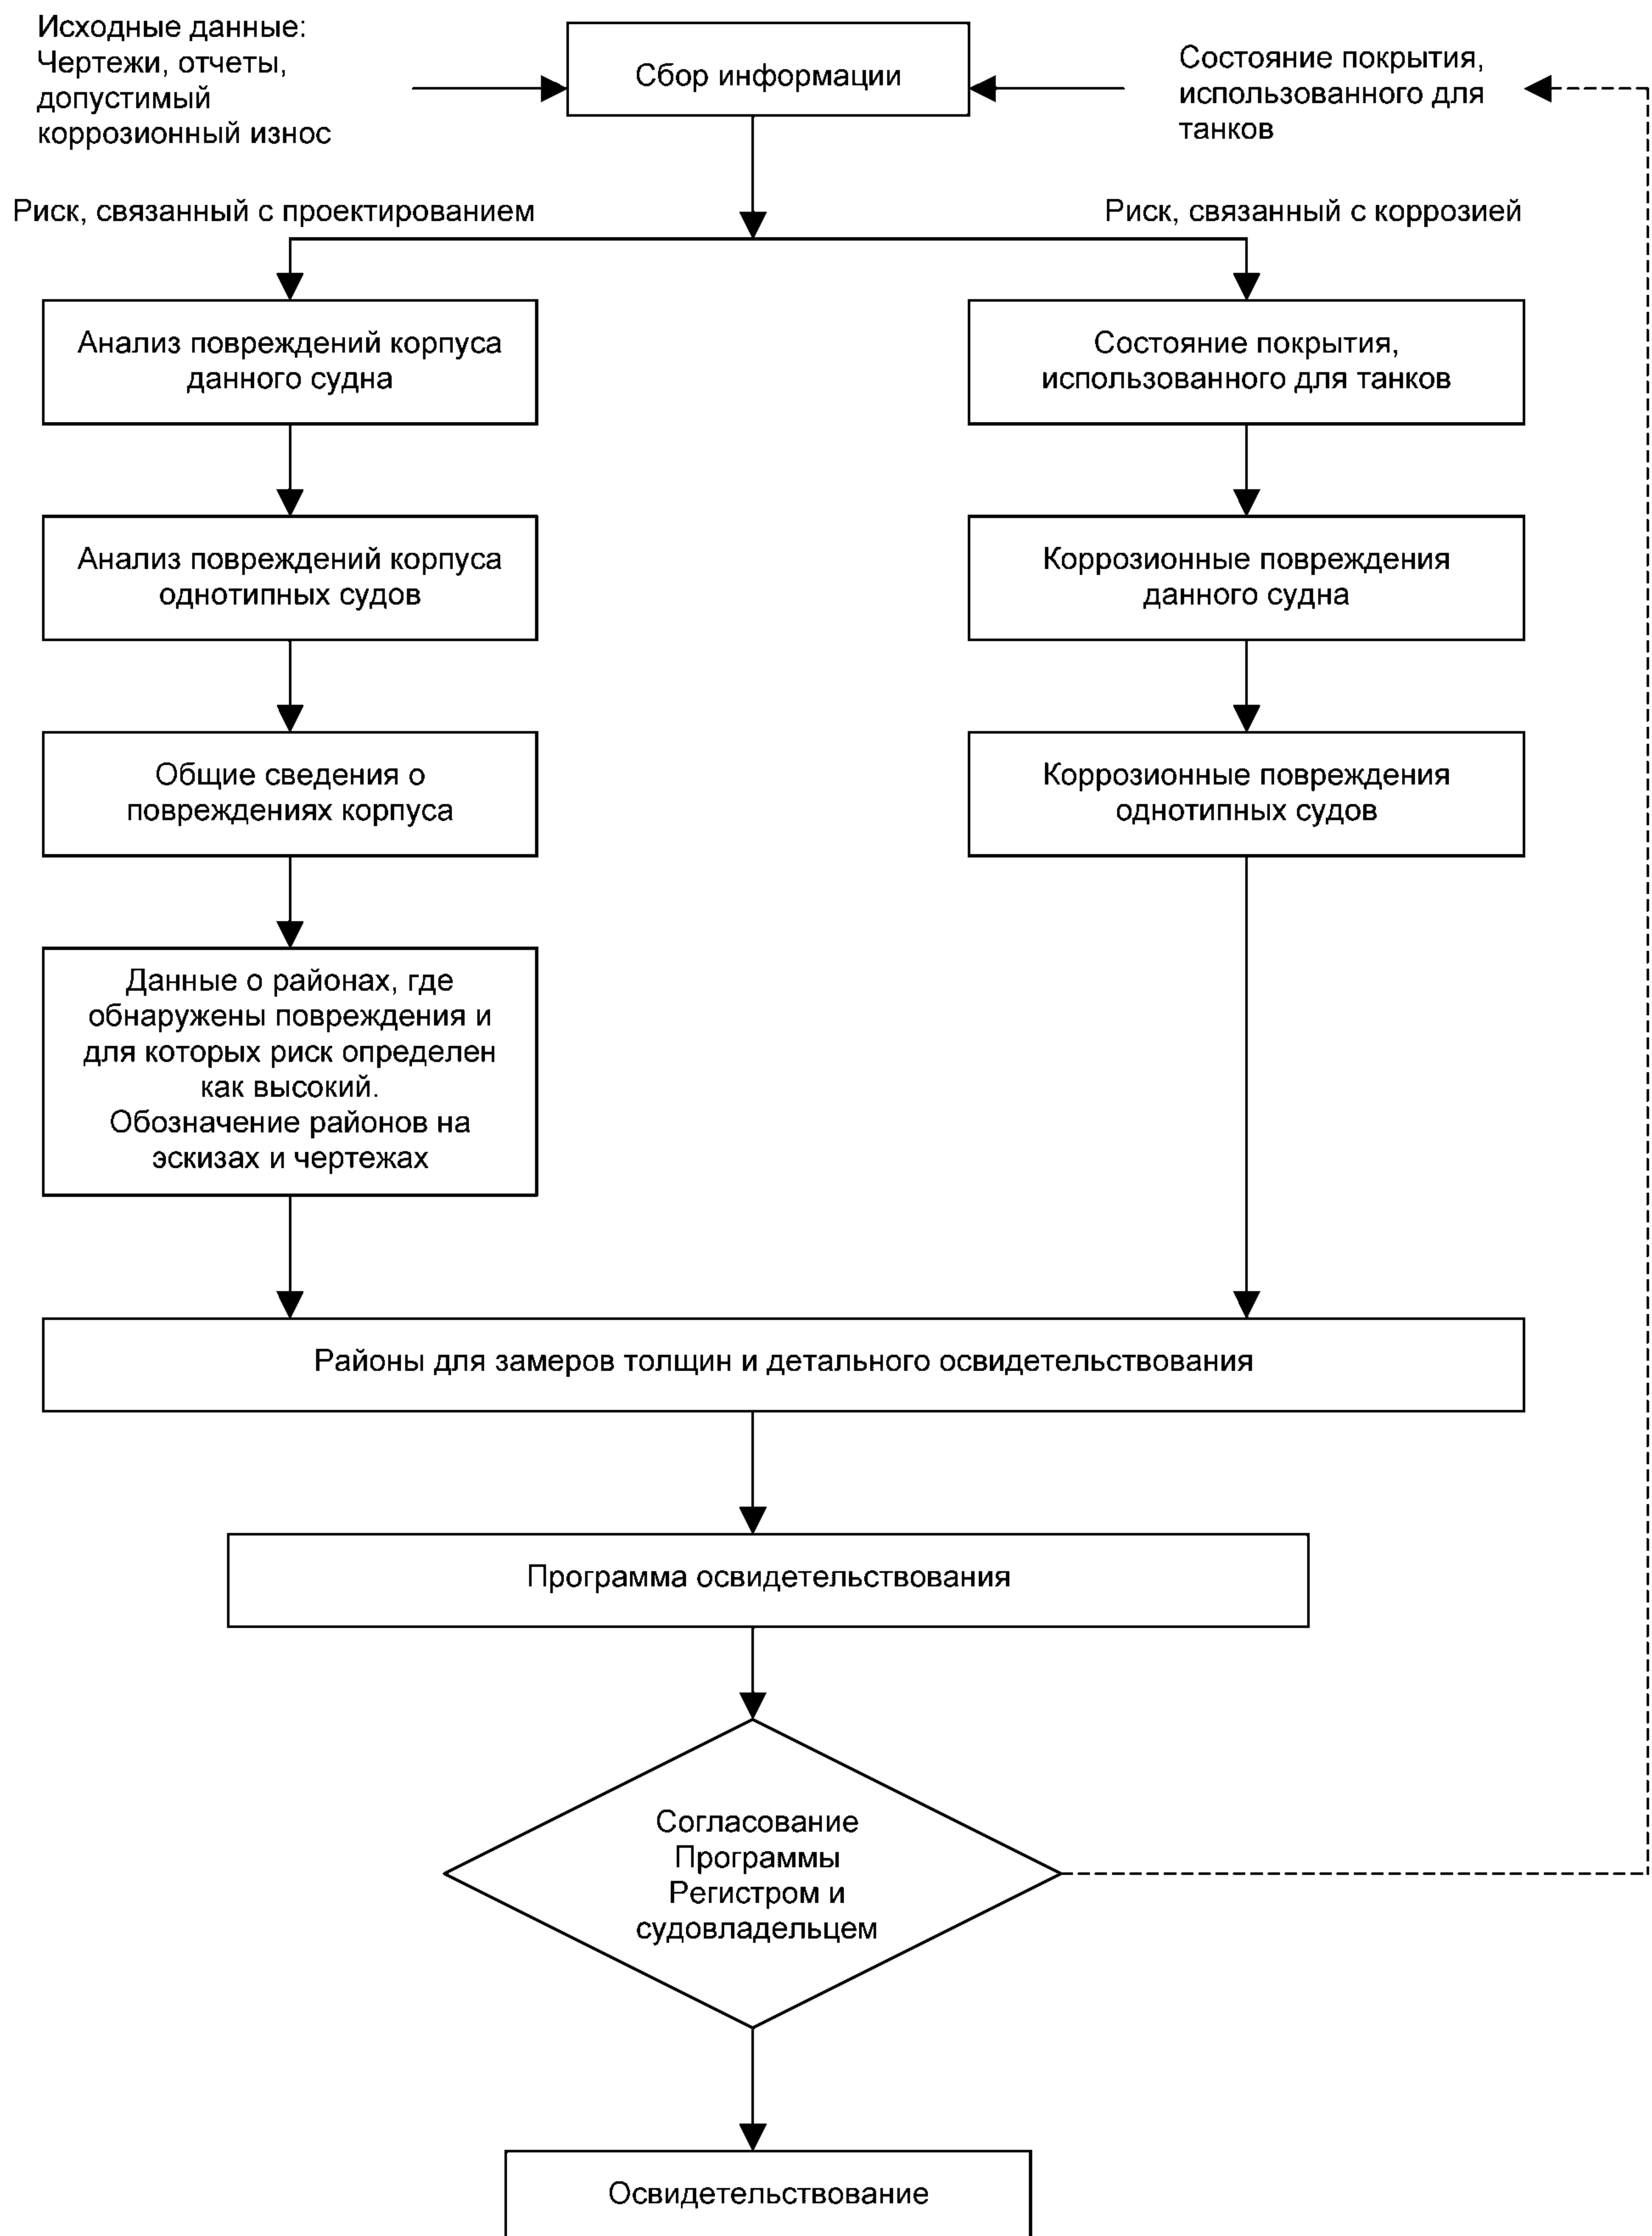 Исходные данные:
Чертежи, отчеты,
допустимый
коррозионный износ
Сбор информации
Состояние покрытия,
использованного для
танков
Риск, связанный с проектированием
Риск, связанный с коррозией
Анализ повреждений корпуса
данного судна
Состояние покрытия,
использованного для танков
Анализ повреждений корпуса
однотипных судов
Коррозионные повреждения
данного судна
Общие сведения о
повреждениях корпуса
Коррозионные повреждения
однотипных судов
Данные о районах, где
обнаружены повреждения и
для которых риск определен
как высокий.
Обозначение районов на
эскизах и чертежах
Районы для замеров толщин и детального освидетельствования
Программа освидетельствования
Согласование
Программы
Регистром и
судовладельцем
Освидетельствование